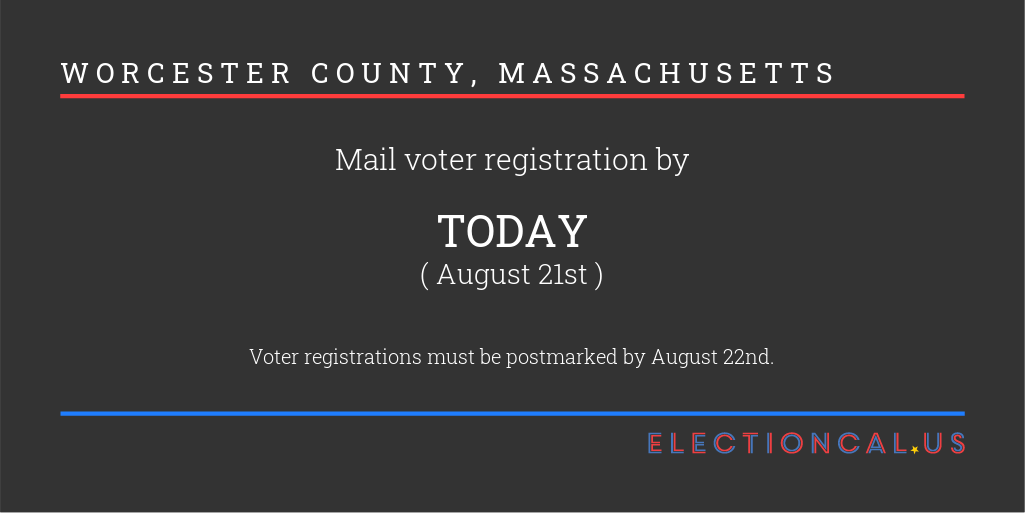 WORCESTER COUNTY, MASSACHUSETTS
Mail voter registration by
TODAY
( August 21st )
Voter registrations must be postmarked by August 22nd.
ELECTIONCAL.US